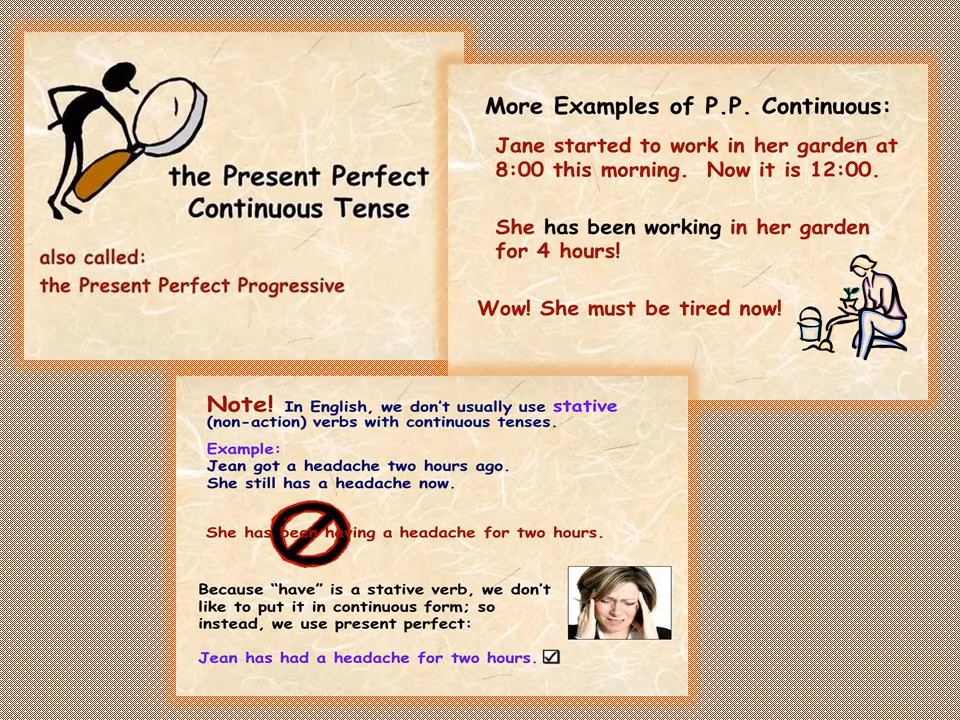 the Present Perfect
Continuous Tense
also called:
the Present Perfect Progressive
More Examples of P.P. Continuous:
Jane started to work in her garden at
8:00 this morning.  Now it is 12:00.
She has been working in her garden
for 4 hours!
Wow! She must be tired now!
Note! In English, we don't usually use stative
(non-action) verbs with continuous tenses.
Example:
Jean got a headache two hours ago.
She still has a headache now.
She has been having a headache for two hours.
Because “have” is a stative verb, we don't
like to put it in continuous form; so
instead, we use present perfect:
Jean has had a headache for two hours.